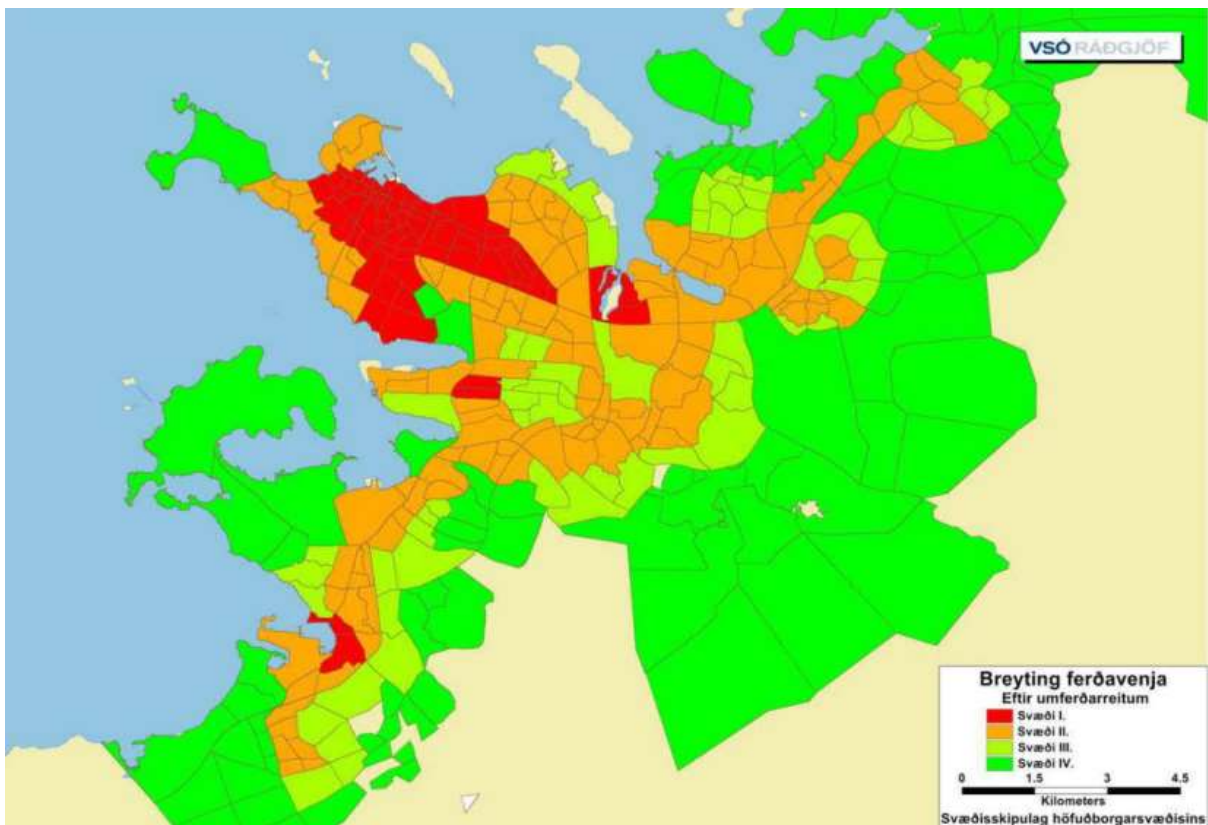 VSÓ RÁÐGJÖF
Breyting ferðavenja
Eftir umferðarreitum
Svæði I.
Svæði II.
Svæði III.
Svæði IV.
0 1.5 3 4.5
Kilometers
Svæðisskipulag höfuðborgarsvæðisins